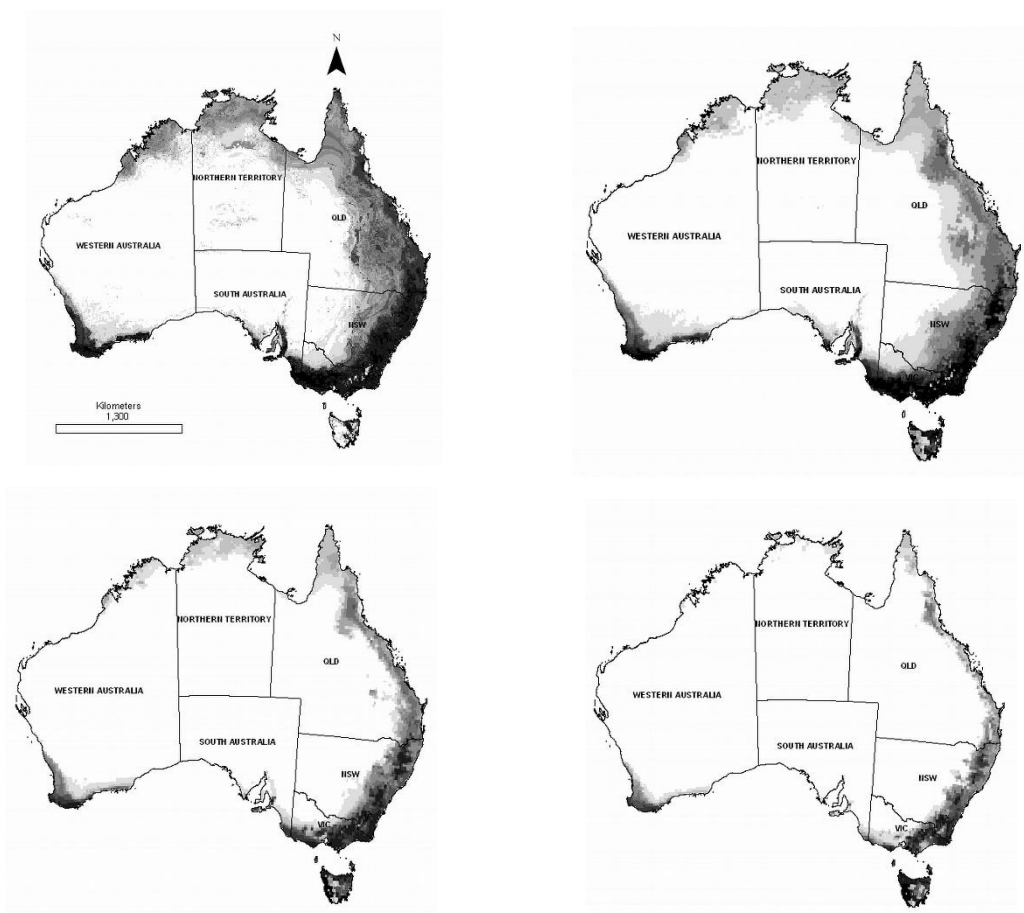 N
NORTHERN TERRITORY
QLD
WESTERN AUSTRALIA
SOUTH AUSTRALIA
NSW
Kilometers
1,300
NORTHERN TERRITORY
QLD
WESTERN AUSTRALIA
SOUTH AUSTRALIA
NSW
VIC
NORTHERN TERRITORY
QLD
WESTERN AUSTRALIA
SOUTH AUSTRALIA
NSW
VIC
NORTHERN TERRITORY
QLD
WESTERN AUSTRALIA
SOUTH AUSTRALIA
NSW
VIC